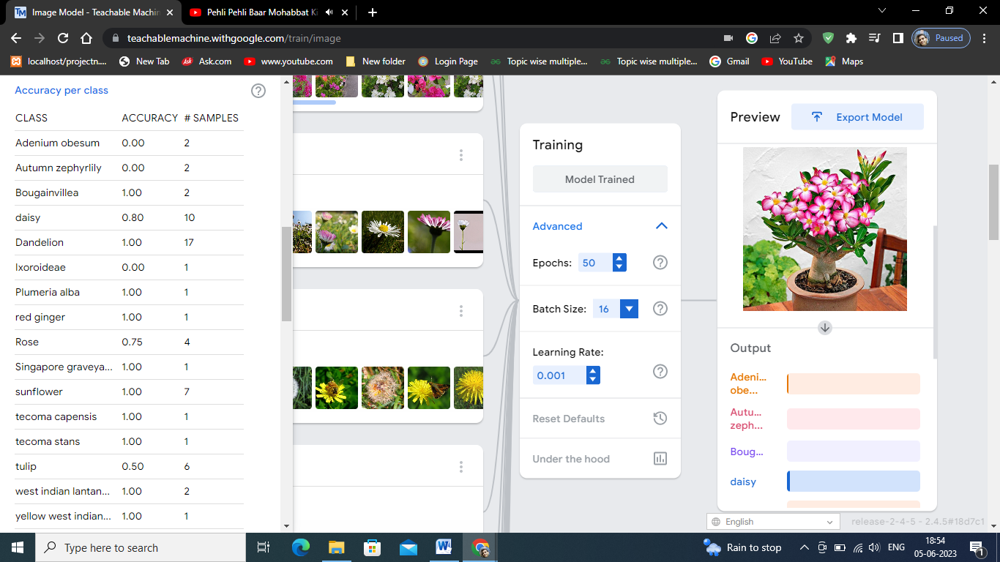 Image Model - Teachable Machin
Pehli Pehli Baar Mohabbat Ki
teachablemachine.withgoogle.com/train/image
Paused
localhost/projectn....
New Tab
Ask.com
www.youtube.com
New folder
Login Page
Topic wise multiple...
Topic wise multiple...
Gmail
YouTube
Maps
Accuracy per class
CLASS ACCURACY # SAMPLES
Adenium obesum 0.00 2
Autumn zephyrlily 0.00 2
Bougainvillea 1.00 2
daisy 0.80 10
Dandelion 1.00 17
Ixoroideae 0.00 1
Plumeria alba 1.00 1
red ginger 1.00 1
Rose 0.75 4
Singapore graveya... 1.00 1
sunflower 1.00 7
tecoma capensis 1.00 1
tecoma stans 1.00 1
tulip 0.50 6
west indian lantan... 1.00 2
yellow west indian... 1.00 1
Training
Model Trained
Advanced
Epochs: 50
Batch Size: 16
Learning Rate:
0.001
Reset Defaults
Under the hood
Preview
Export Model
Output
Adeni...
obe...
Autu...
zeph...
Boug...
daisy
English
release-2-4-5 - 2.4.5#18d7c1
Type here to search
Rain to stop
ENG
18:54
05-06-2023
1